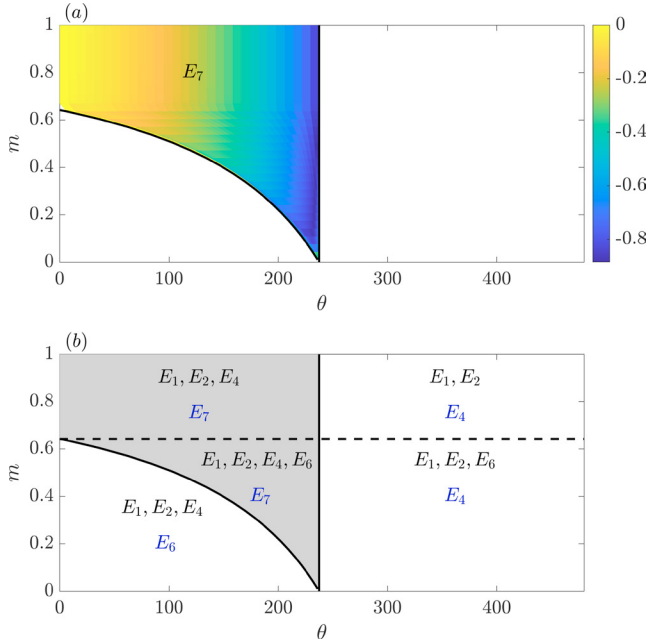 (a)
1
0.8
0.6
0.4
0.2
0
m
E7
0 100 200 300 400
θ
0
-0.2
-0.4
-0.6
-0.8
(b)
1
0.8
0.6
0.4
0.2
0
m
E1, E2, E4
E7
E1, E2
E4
E1, E2, E4, E6
E7
E1, E2, E6
E4
E1, E2, E4
E6
0 100 200 300 400
θ